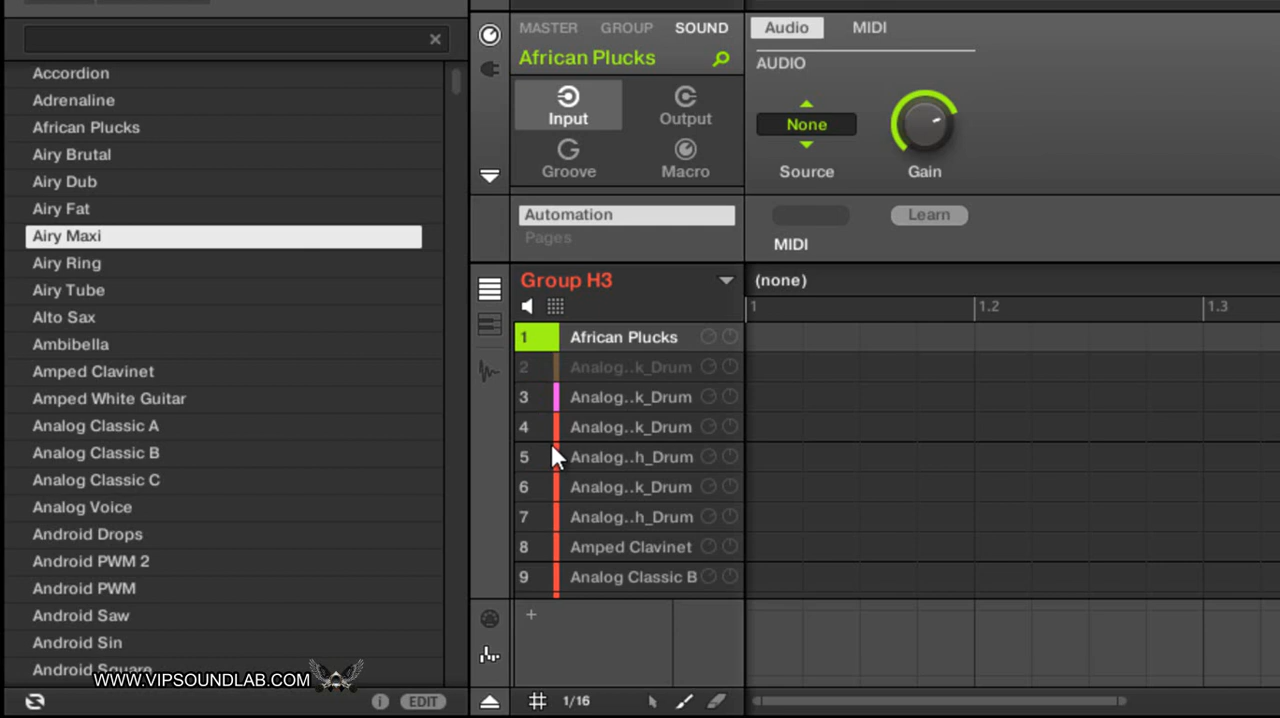 Accordion
Adrenaline
African Plucks
Airy Brutal
Airy Dub
Airy Fat
Airy Maxi
Airy Ring
Airy Tube
Alto Sax
Ambibella
Amped Clavinet
Amped White Guitar
Analog Classic A
Analog Classic B
Analog Classic C
Analog Voice
Android Drops
Android PWM 2
Android PWM
Android Saw
Android Sin
Android Square
WWW.VIPSOUNDLAB.COM
i EDIT
MASTER GROUP SOUND
African Plucks
Input Output
Groove Macro
Automation
Pages
Audio MIDI
AUDIO
None
Source Gain
Learn
MIDI
Group H3
(none)
1 1.2 1.3
1 African Plucks
2 Analog..k_Drum
3 Analog..k_Drum
4 Analog..k_Drum
5 Analog..h_Drum
6 Analog..k_Drum
7 Analog..h_Drum
8 Amped Clavinet
9 Analog Classic B
+
1/16